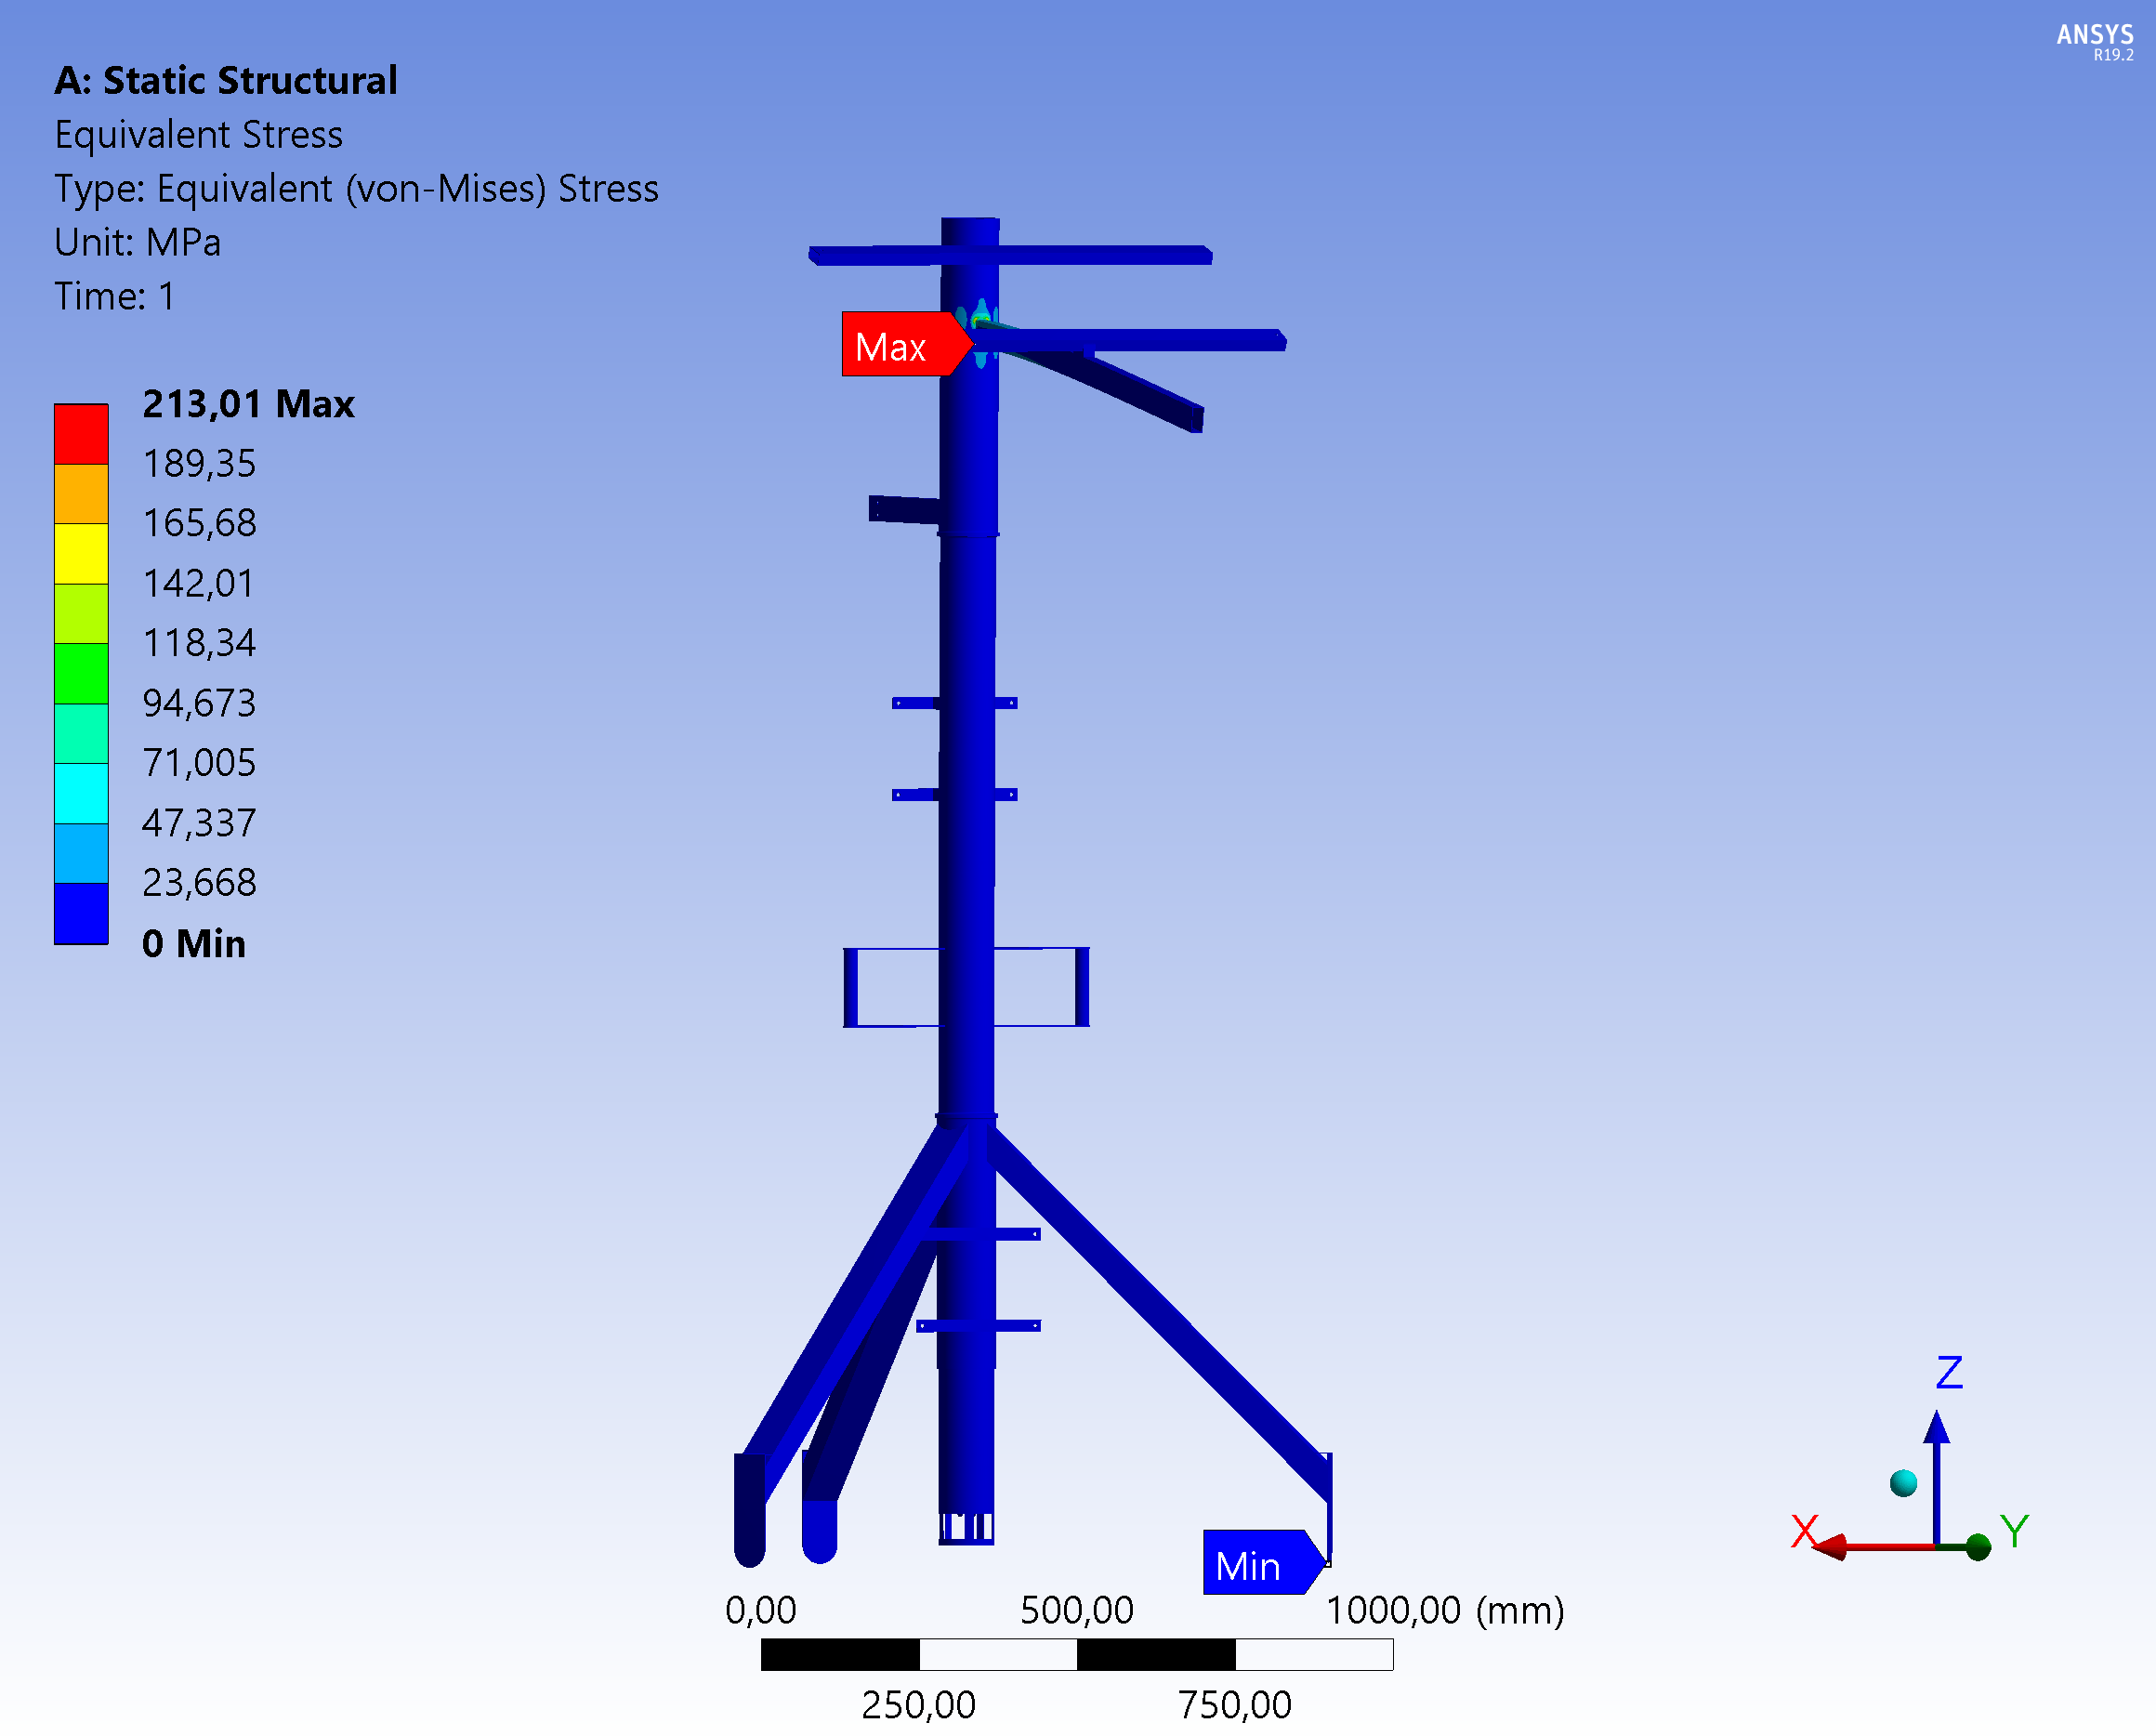 ANSYS
R19.2
A: Static Structural
Equivalent Stress
Type: Equivalent (von-Mises) Stress
Unit: MPa
Time: 1
Max
213,01 Max
189,35
165,68
142,01
118,34
94,673
71,005
47,337
23,668
0 Min
Min
Z
X
Y
0,00 500,00 1000,00 (mm)
250,00 750,00